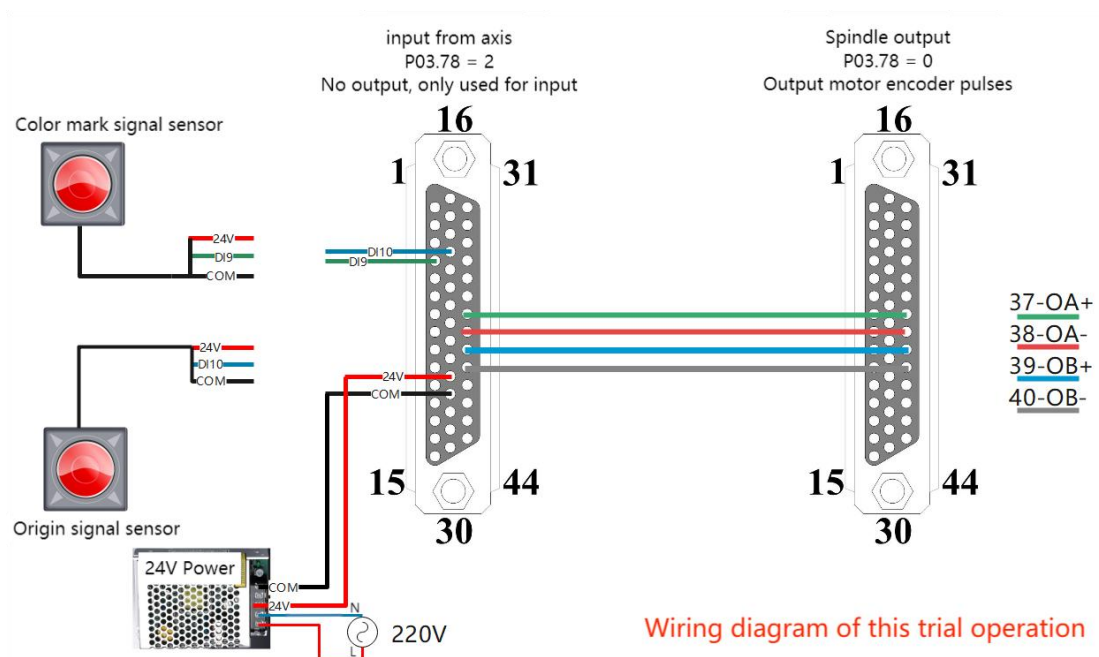 input from axis
P03.78 = 2
No output, only used for input
Spindle output
P03.78 = 0
Output motor encoder pulses
Color mark signal sensor
16
1
31
16
1
31
24V
DI9
COM
DI10
DI9
37-OA+
38-OA-
39-OB+
40-OB-
24V
DI10
COM
24V
COM
15
44
30
15
44
30
Origin signal sensor
24V Power
COM
24V
N
220V
L
Wiring diagram of this trial operation